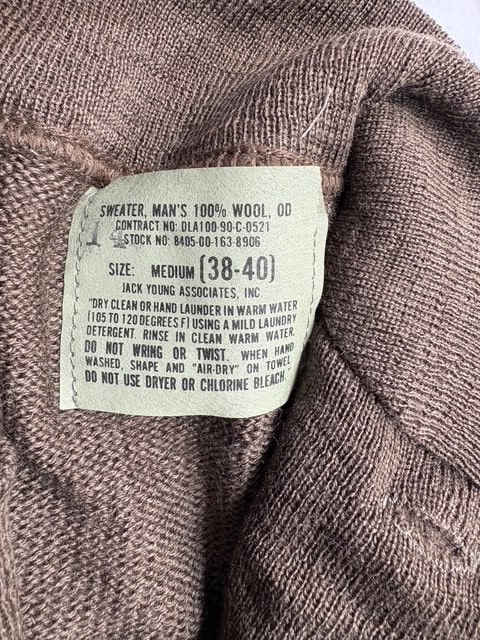 SWEATER, MAN'S 100% WOOL, OD
CONTRACT NO: DLA100-90-C-0521
14 STOCK NO: 8405-00-163-8906
SIZE: MEDIUM (38-40)
JACK YOUNG ASSOCIATES, INC.
"DRY CLEAN OR HAND LAUNDER IN WARM WATER
(105 TO 120 DEGREES F) USING A MILD LAUNDRY
DETERGENT. RINSE IN CLEAN WARM WATER.
DO NOT WRING OR TWIST. WHEN HAND
WASHED, SHAPE AND "AIR-DRY" ON TOWEL
DO NOT USE DRYER OR CHLORINE BLEACH.